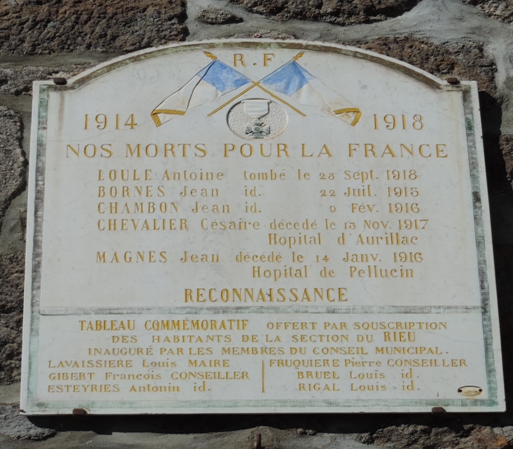 R.F
1914 1918
NOS MORTS POUR LA FRANCE
LOULE Antoine tombé le 28 Sept. 1918
BORNES Jean id. 22 Juil. 1915
CHAMBON Jean id. 9 Fév. 1916
CHEVALIER Césaire décédé le 13 Nov. 1917
Hopital d'Aurillac
MAGNES Jean décédé le 14 Janv. 1916
Hopital de Pellucin
RECONNAISSANCE
TABLEAU COMMÉMORATIF OFFERT PAR SOUSCRIPTION
DES HABITANTS DE LA SECTION DU RIEU
INAUGURÉ PAR LES MEMBRES DU CONSEIL MUNICIPAL.
LAVAISSIERE Louis MAIRE FRUQUIERE Pierre CONSEILLER
GIBERT François CONSEILLER BRUEL Louis id.
ESTEYRIES Antonin id. RIGAL Louis id.